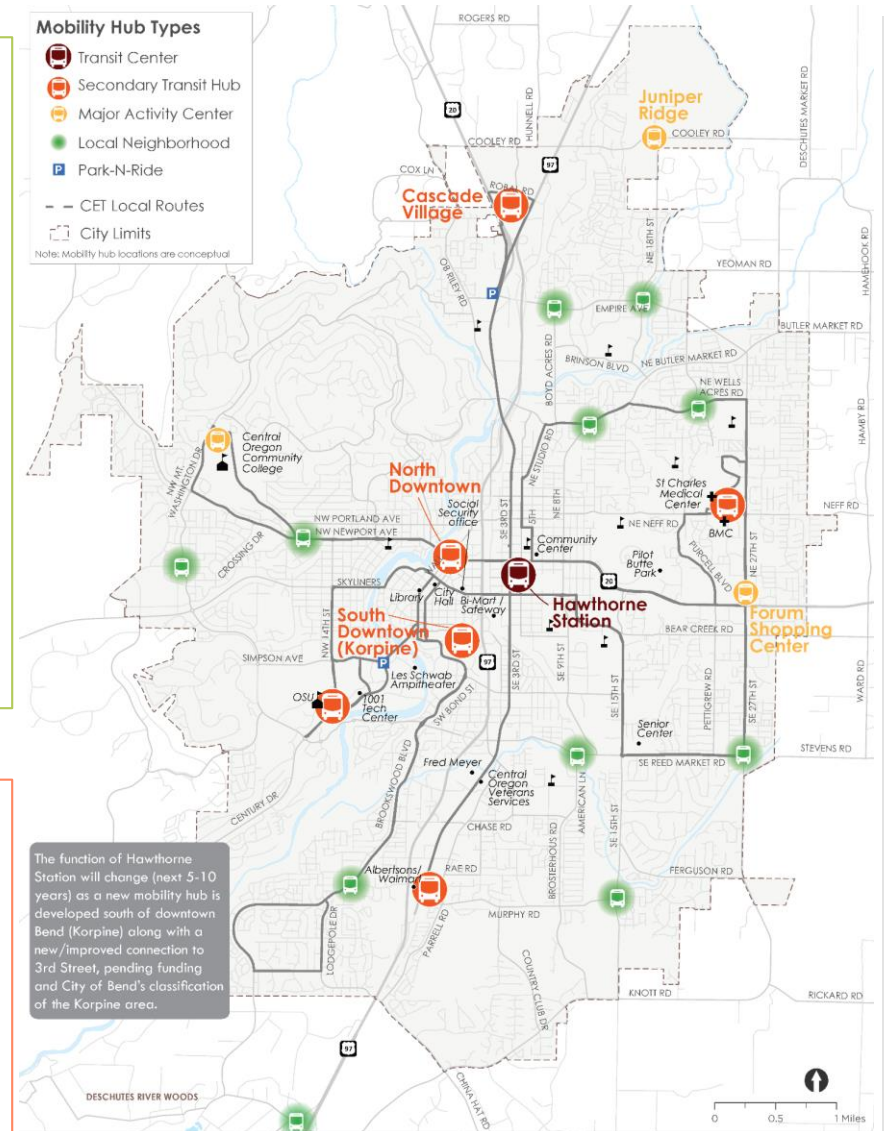 Mobility Hub Types
Transit Center
Secondary Transit Hub
Major Activity Center
Local Neighborhood
P
Park-N-Ride
CET Local Routes
City Limits
Note: Mobility hub locations are conceptual
ROGERS RD
20
HUNNELL RD
COOLEY RD
97
Juniper
Ridge
COOLEY RD
DESCHUTES MARKET RD
COX LN
ROBAL RD
Cascade
Village
NB 18TH ST
YEOMAN RD
HAMEHOOK RD
OB RILEY RD
P
EMPIRE AVE
BUTLER MARKET RD
BOYD ACRES RD
BRINSON BLVD
NE BUTLER MARKET RD
NE WELLS
ACRES RD
HAMBY RD
NE STUDIO RD
Central
Oregon
Community
College
NW MT.
WASHINGTON DR
North
Downtown
Social
Security
office
SE 3RD ST
5TH
NE 8TH
St Charles
Medical
Center
NEFF RD
BMC
NE NEFF RD
NW PORTLAND AVE
NW NEWPORT AVE
CROSSING DR
Community
Center
Pilot
Butte
Park
PURCELL BLVD
NE 27TH ST
SKYLINERS
20
Library
City
Hall
Bi-Mart /
Safeway
Hawthorne
Station
Forum
Shopping
Center
South
Downtown
(Korpine)
NW 14TH ST
BEAR CREEK RD
SIMPSON AVE
P
97
SE 3RD ST
SE 9TH ST
SE 15TH ST
PETTIGREW RD
SE 27TH ST
WARD RD
Les Schwab
Ampitheater
OSU
1001
Tech
Center
SW BOND ST
Senior
Center
STEVENS RD
SE REED MARKET RD
Fred Meyer
Central
Oregon
Veterans
Services
AMERICAN LN
CENTURY DR
BROOKSWOOD BLVD
CHASE RD
SE 15TH ST
BROSTERHOUS RD
FERGUSON RD
Albertsons/
Walmart
RAE RD
MURPHY RD
LODGEPOLE DR
PARRELL RD
The function of Hawthorne
Station will change (next 5-10
years) as a new mobility hub is
developed south of downtown
Bend (Korpine) along with a
new/improved connection to
3rd Street, pending funding
and City of Bend's classification
of the Korpine area.
COUNTRY CLUB DR
KNOTT RD
RICKARD RD
97
CHINA HAT RD
DESCHUTES RIVER WOODS
0 0.5 1 Miles